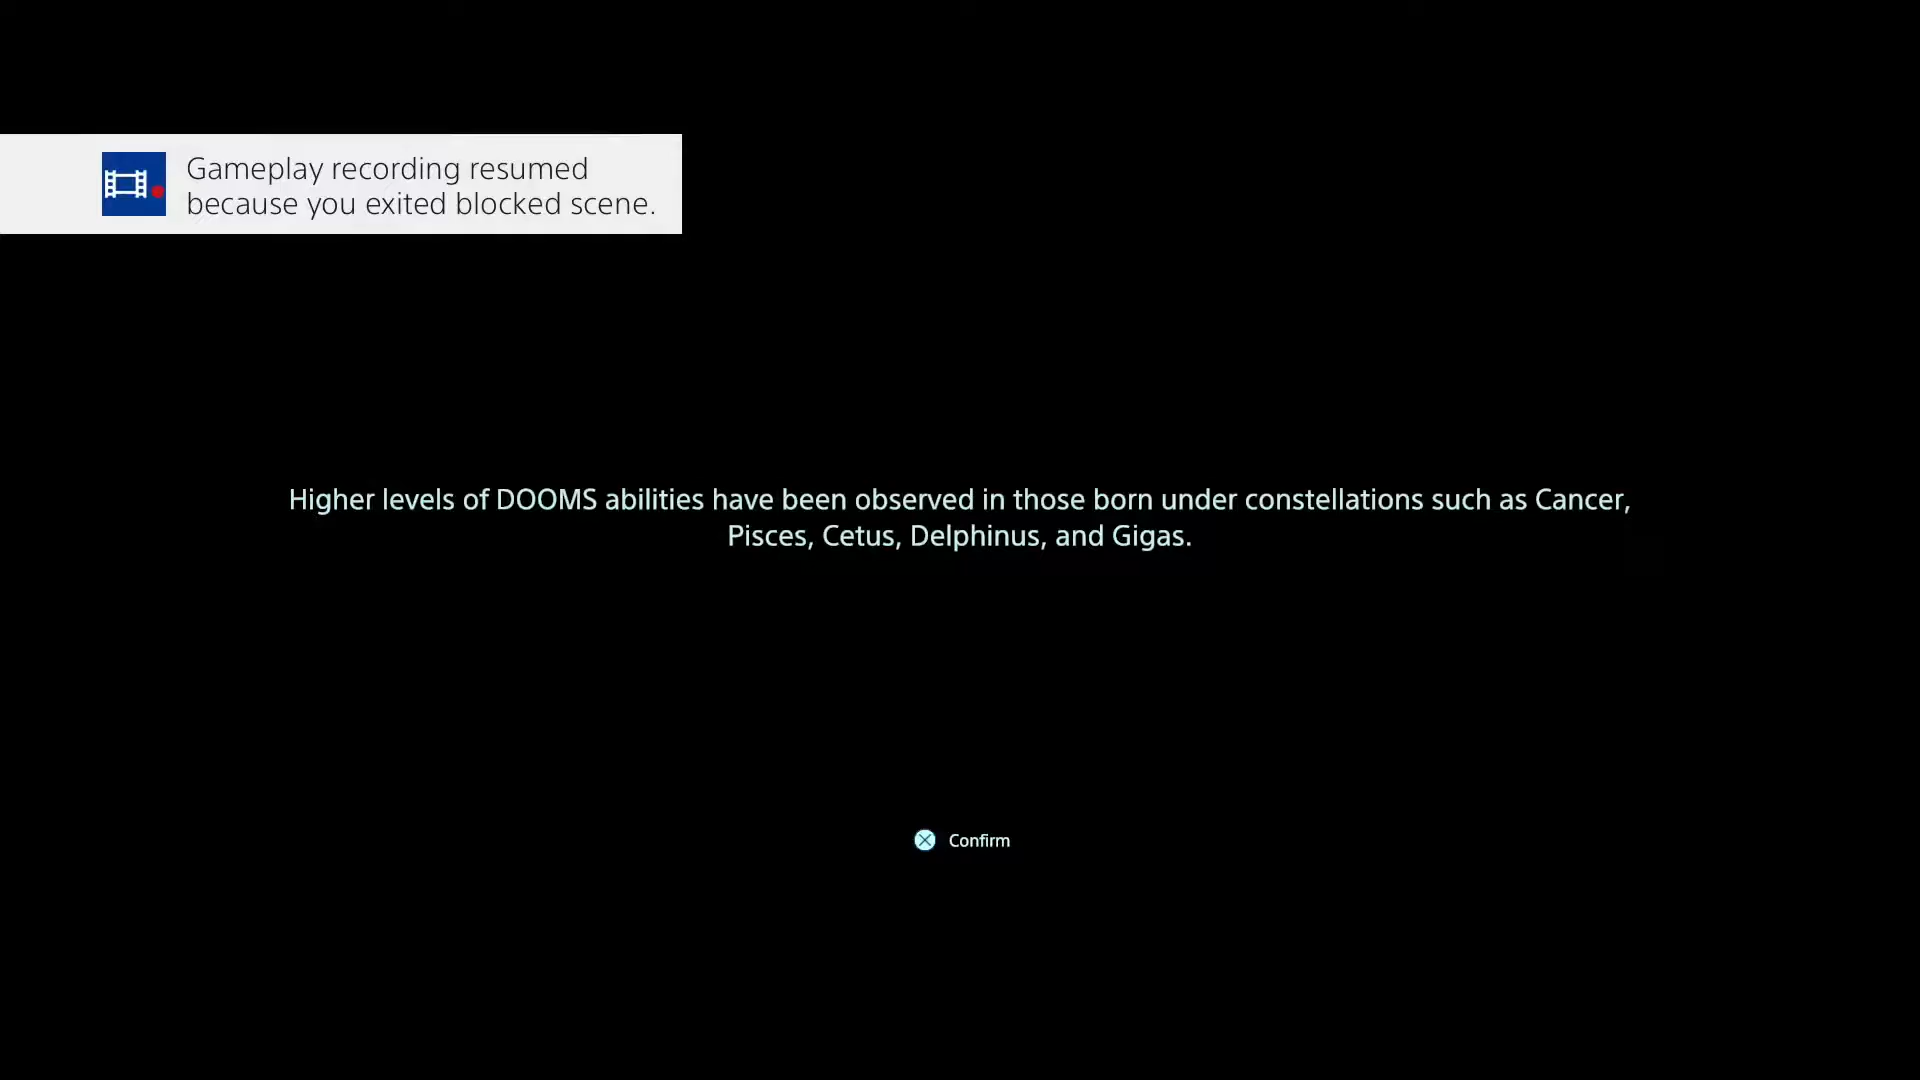 Gameplay recording resumed
because you exited blocked scene.
Higher levels of DOOMS abilities have been observed in those born under constellations such as Cancer,
Pisces, Cetus, Delphinus, and Gigas.
Confirm